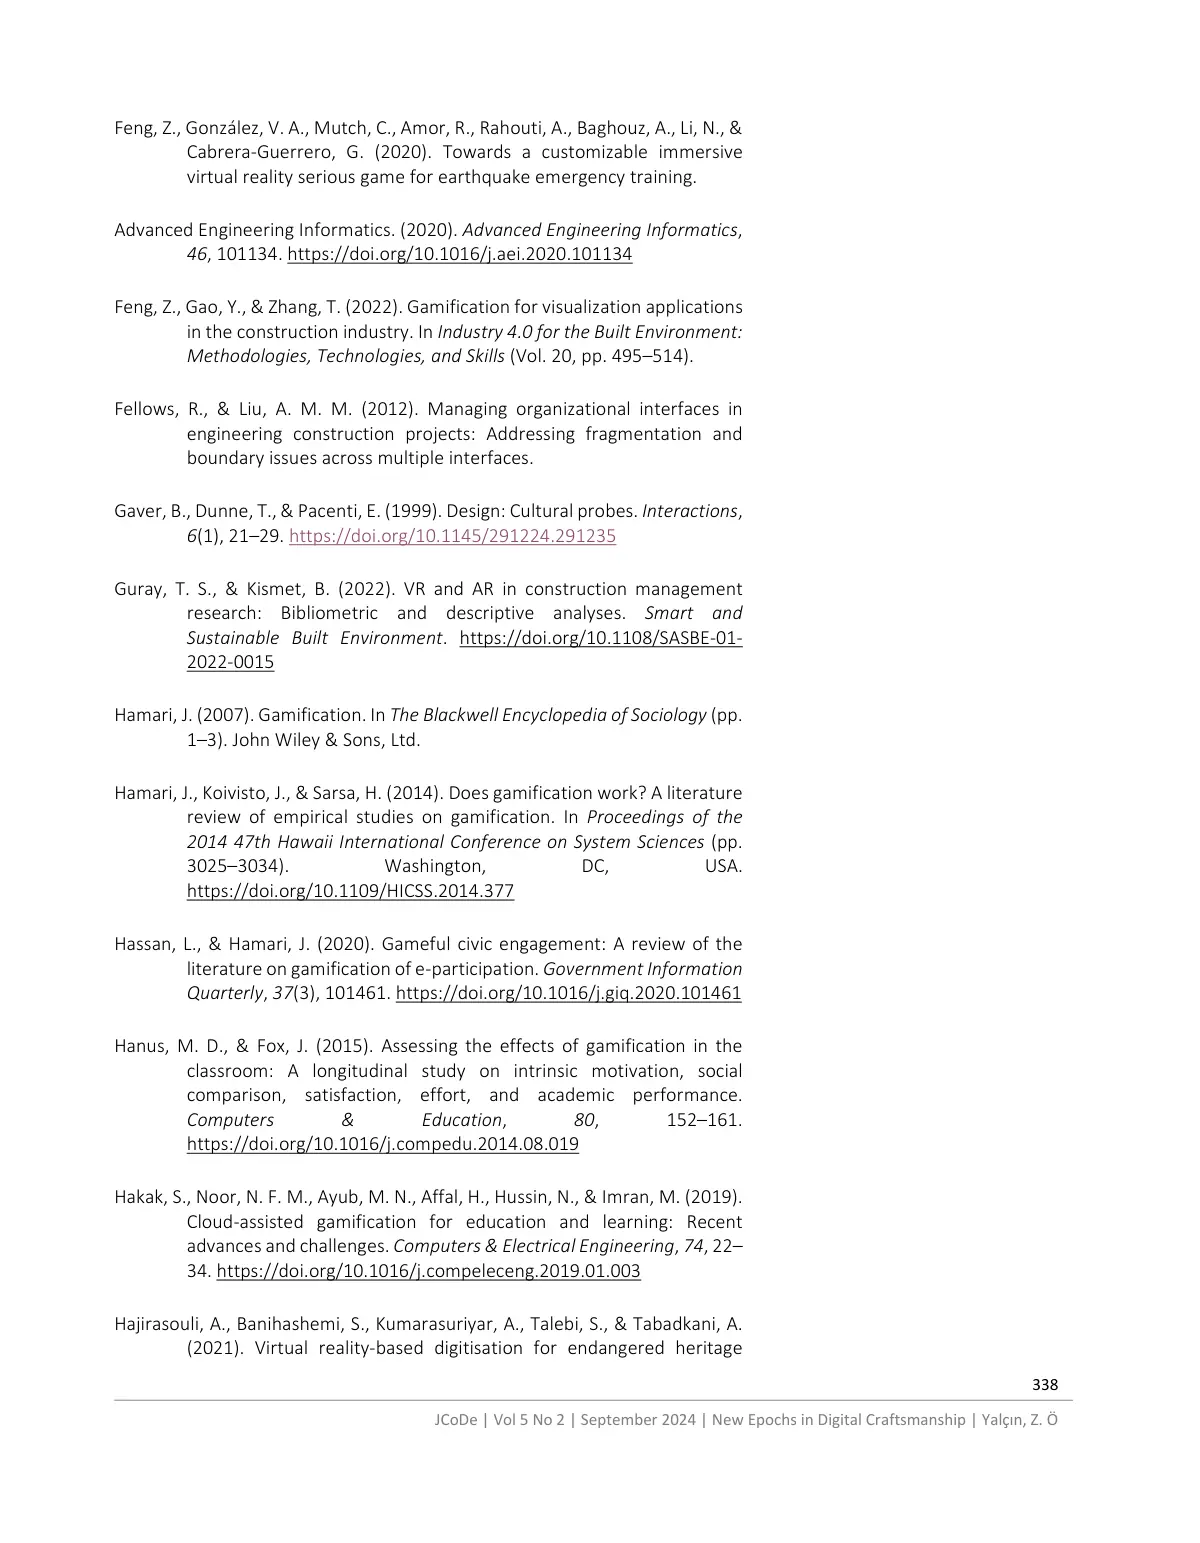 Feng, Z., González, V. A., Mutch, C., Amor, R., Rahouti, A., Baghouz, A., Li, N., &
Cabrera-Guerrero, G. (2020). Towards a customizable immersive
virtual reality serious game for earthquake emergency training.
Advanced Engineering Informatics. (2020). Advanced Engineering Informatics,
46, 101134. https://doi.org/10.1016/j.aei.2020.101134
Feng, Z., Gao, Y., & Zhang, T. (2022). Gamification for visualization applications
in the construction industry. In Industry 4.0 for the Built Environment:
Methodologies, Technologies, and Skills (Vol. 20, pp. 495–514).
Fellows, R., & Liu, A. M. M. (2012). Managing organizational interfaces in
engineering construction projects: Addressing fragmentation and
boundary issues across multiple interfaces.
Gaver, B., Dunne, T., & Pacenti, E. (1999). Design: Cultural probes. Interactions,
6(1), 21–29. https://doi.org/10.1145/291224.291235
Guray, T. S., & Kismet, B. (2022). VR and AR in construction management
research: Bibliometric and descriptive analyses. Smart and
Sustainable Built Environment. https://doi.org/10.1108/SASBE-01-
2022-0015
Hamari, J. (2007). Gamification. In The Blackwell Encyclopedia of Sociology (pp.
1–3). John Wiley & Sons, Ltd.
Hamari, J., Koivisto, J., & Sarsa, H. (2014). Does gamification work? A literature
review of empirical studies on gamification. In Proceedings of the
2014 47th Hawaii International Conference on System Sciences (pp.
3025–3034). Washington, DC, USA.
https://doi.org/10.1109/HICSS.2014.377
Hassan, L., & Hamari, J. (2020). Gameful civic engagement: A review of the
literature on gamification of e-participation. Government Information
Quarterly, 37(3), 101461. https://doi.org/10.1016/j.giq.2020.101461
Hanus, M. D., & Fox, J. (2015). Assessing the effects of gamification in the
classroom: A longitudinal study on intrinsic motivation, social
comparison, satisfaction, effort, and academic performance.
Computers & Education, 80, 152–161.
https://doi.org/10.1016/j.compedu.2014.08.019
Hakak, S., Noor, N. F. M., Ayub, M. N., Affal, H., Hussin, N., & Imran, M. (2019).
Cloud-assisted gamification for education and learning: Recent
advances and challenges. Computers & Electrical Engineering, 74, 22–
34. https://doi.org/10.1016/j.compeleceng.2019.01.003
Hajirasouli, A., Banihashemi, S., Kumarasuriyar, A., Talebi, S., & Tabadkani, A.
(2021). Virtual reality-based digitisation for endangered heritage
338
JCoDe | Vol 5 No 2 | September 2024 | New Epochs in Digital Craftsmanship | Yalçın, Z. Ö